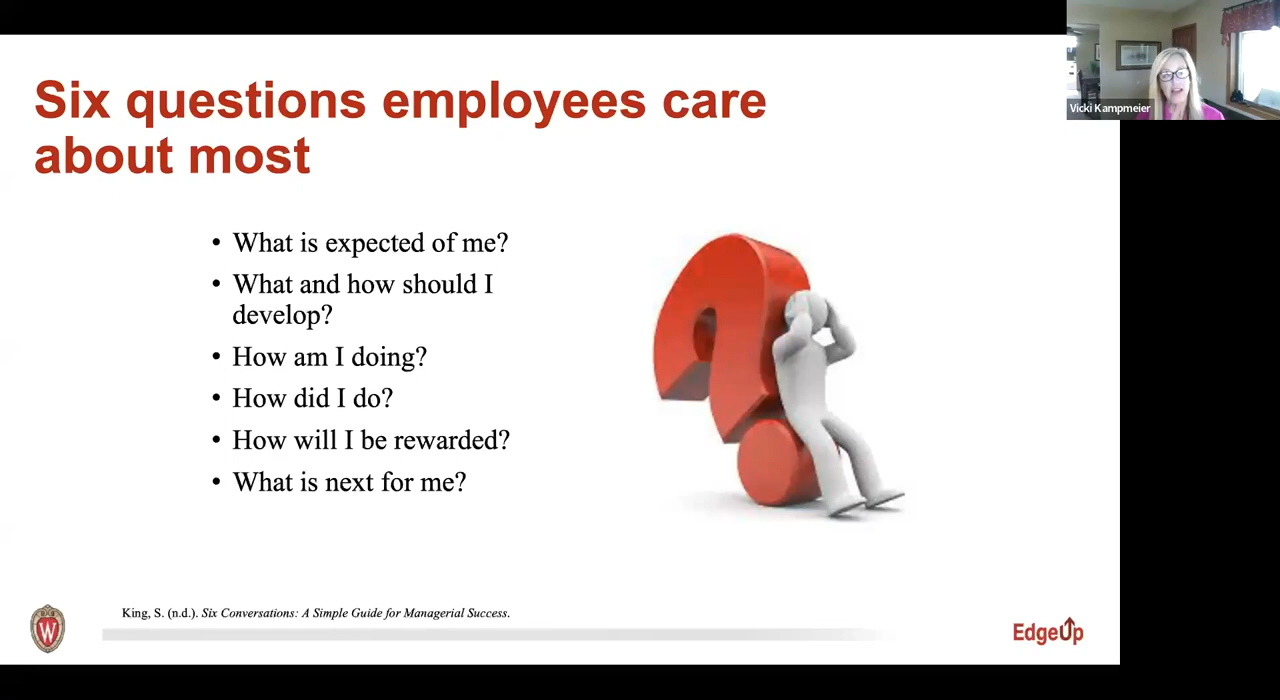 Six questions employees care
about most
Vicki Kampmeier
• What is expected of me?
• What and how should I
develop?
• How am I doing?
• How did I do?
• How will I be rewarded?
• What is next for me?
King, S. (n.d.). Six Conversations: A Simple Guide for Managerial Success.
W
EdgeUp